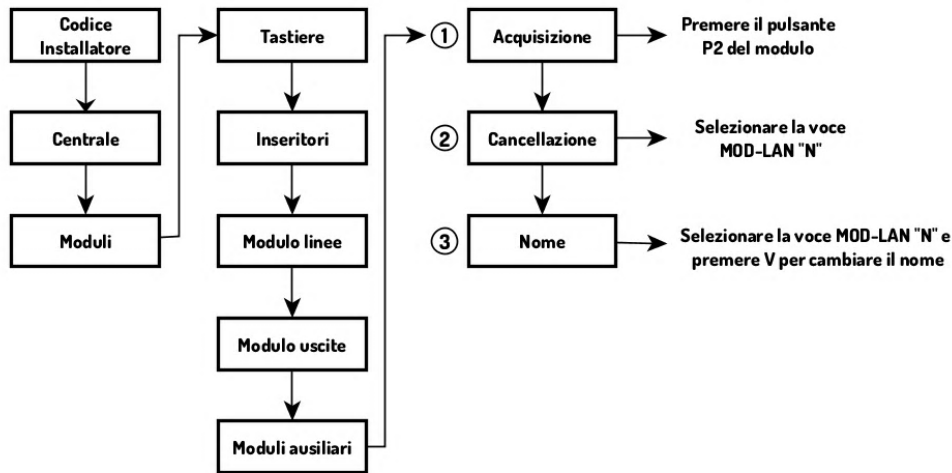 Codice
Installatore
Centrale
Moduli
Tastiere
Inseritori
Modulo linee
Modulo uscite
Moduli ausiliari
1
Acquisizione
Premere il pulsante
P2 del modulo
2
Cancellazione
Selezionare la voce
MOD-LAN "N"
3
Nome
Selezionare la voce MOD-LAN "N" e
premere V per cambiare il nome